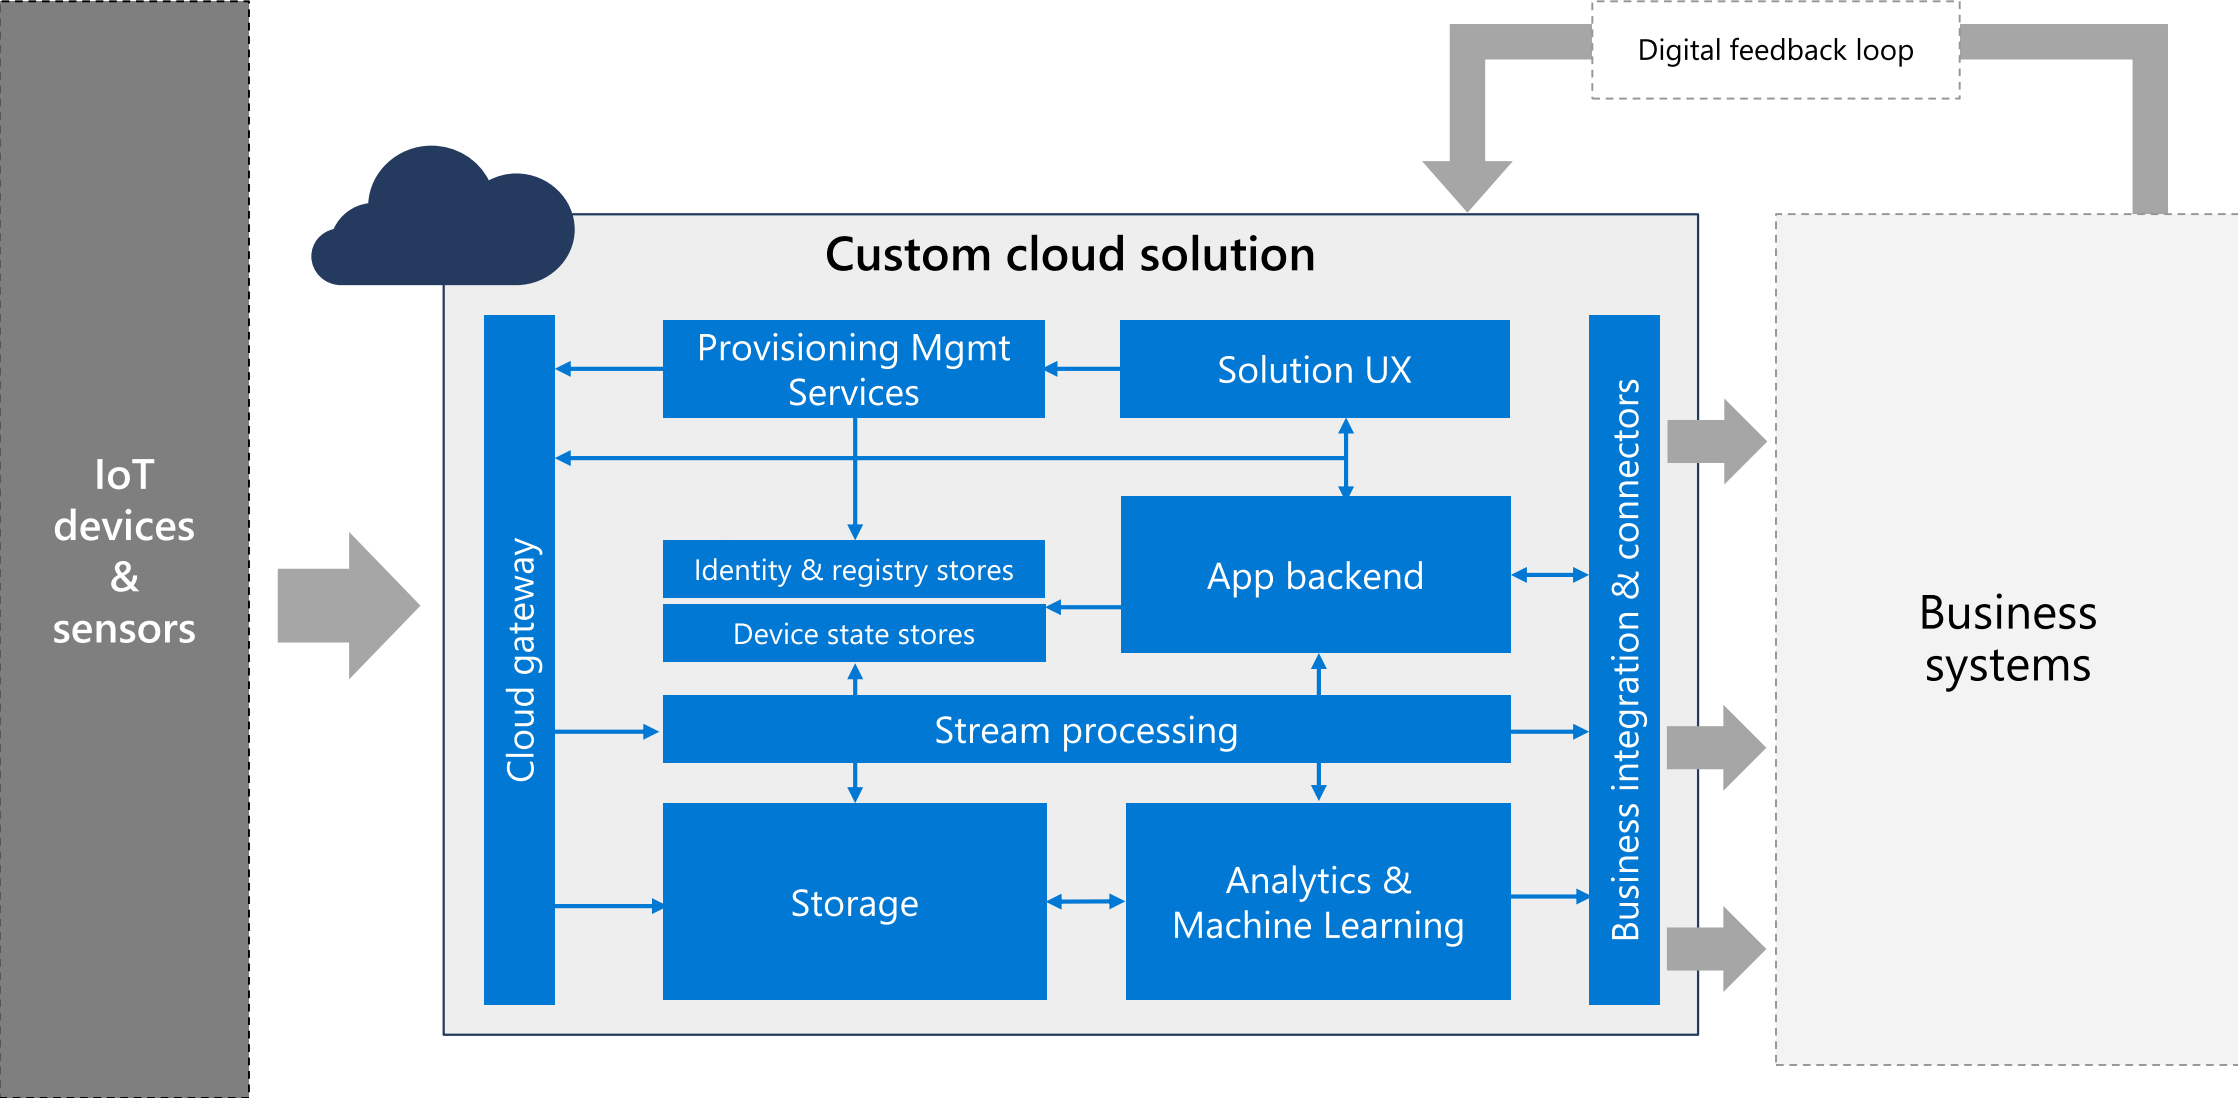 Digital feedback loop
Custom cloud solution
IoT
devices
&
sensors
Cloud gateway
Provisioning Mgmt
Services
Solution UX
Identity & registry stores
Device state stores
App backend
Stream processing
Storage
Analytics &
Machine Learning
Business integration & connectors
Business
systems